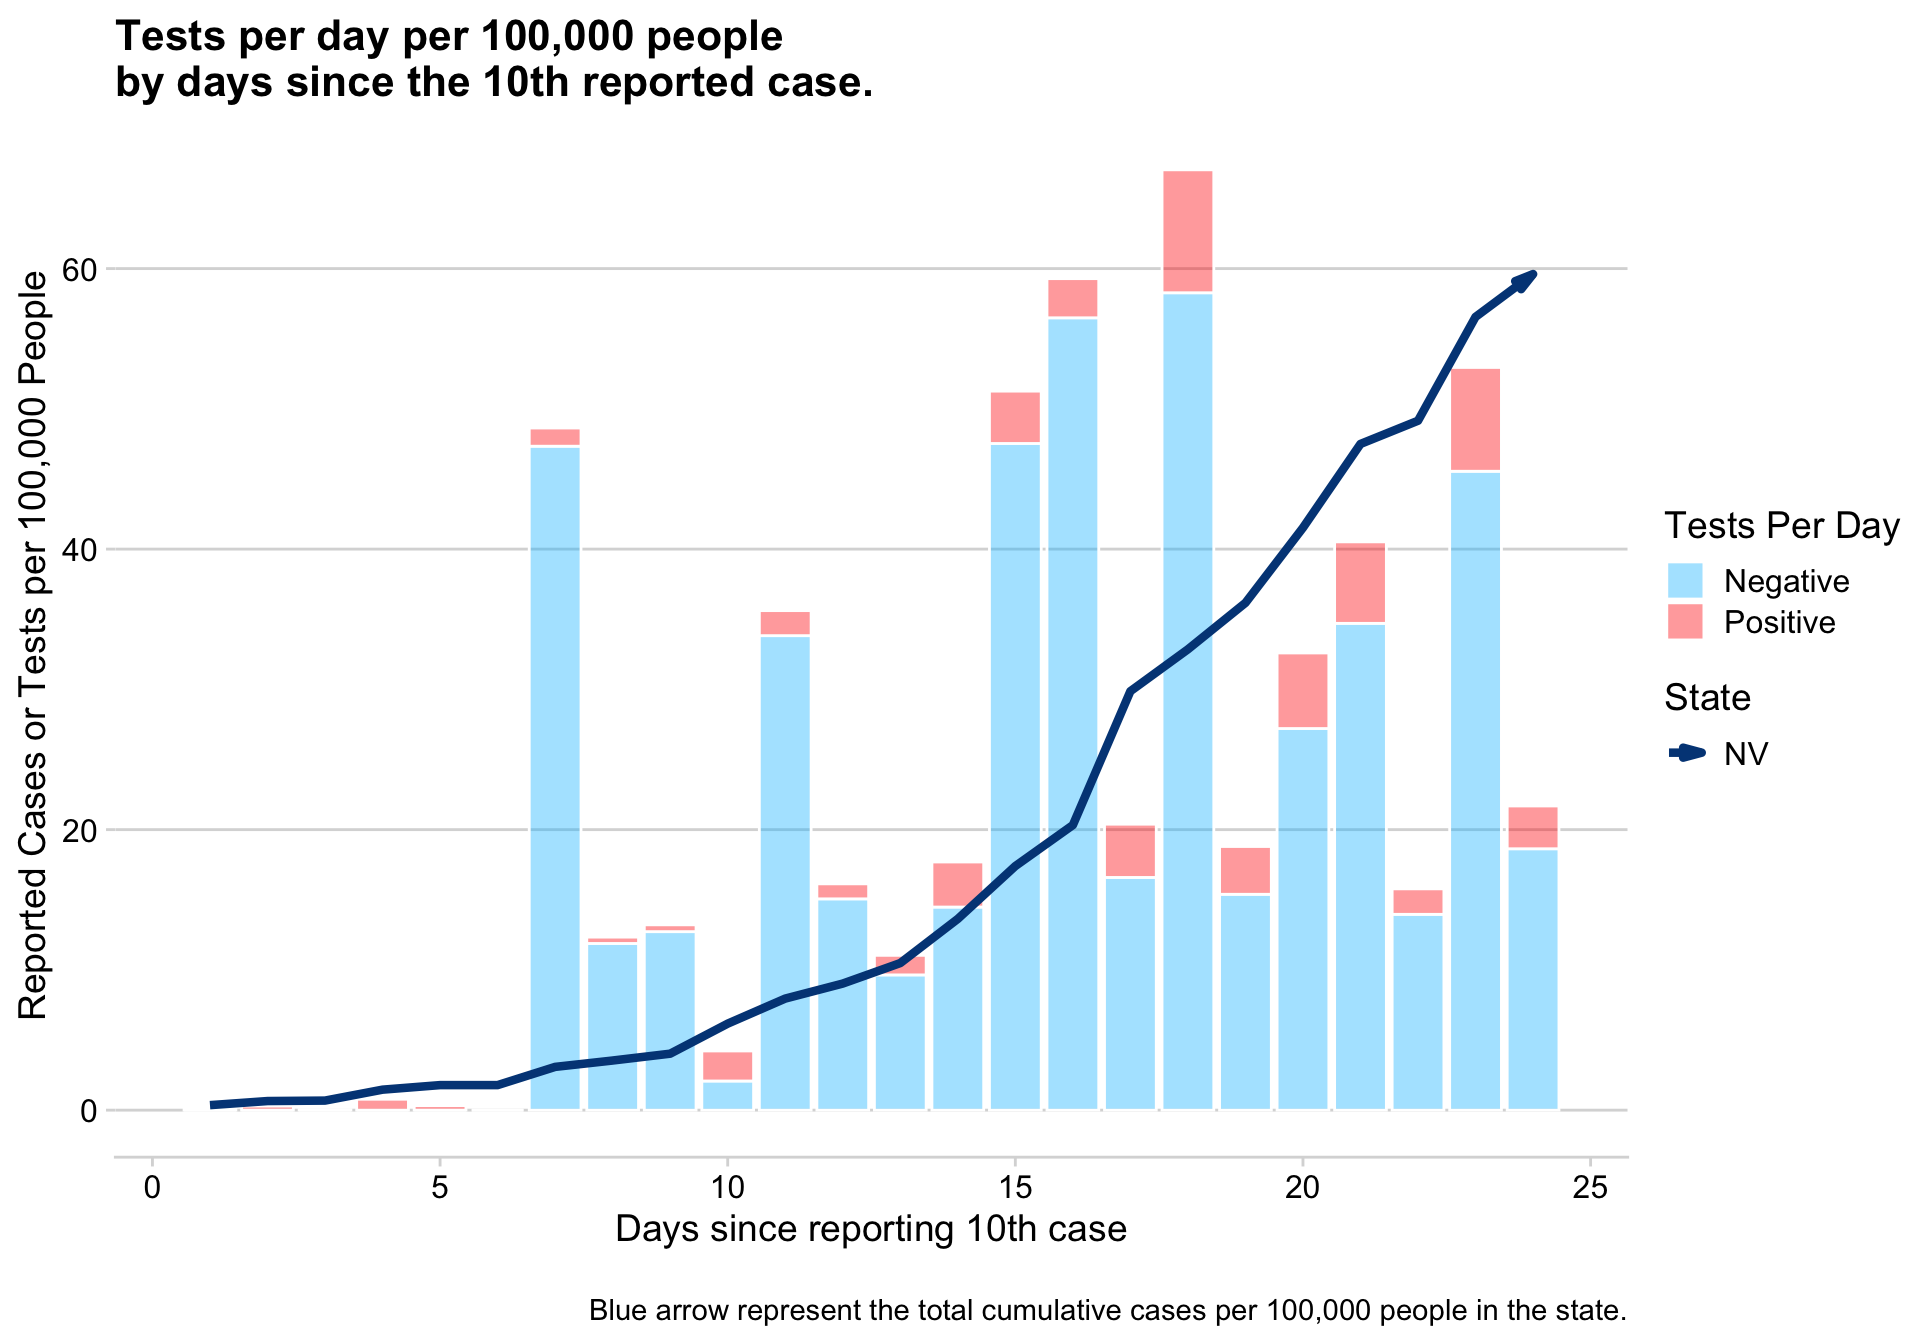 Tests per day per 100,000 people
by days since the 10th reported case.
Reported Cases or Tests per 100,000 People
60
40
20
0
0
5
10
15
20
25
Days since reporting 10th case
Tests Per Day
Negative
Positive
State
NV
Blue arrow represent the total cumulative cases per 100,000 people in the state.